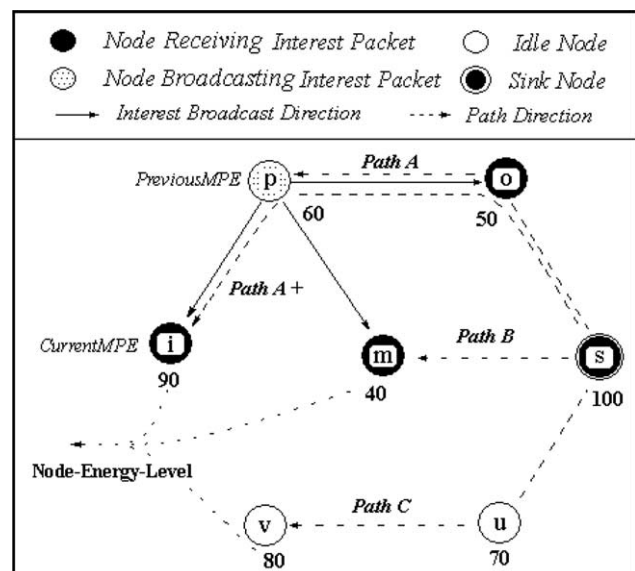 Node Receiving Interest Packet
Idle Node
Node Broadcasting Interest Packet
Sink Node
Interest Broadcast Direction
Path Direction
PreviousMPE
p
Path A
o
60
50
Path A +
CurrentMPE
i
m
Path B
s
90
40
100
Node-Energy-Level
v
Path C
u
80
70